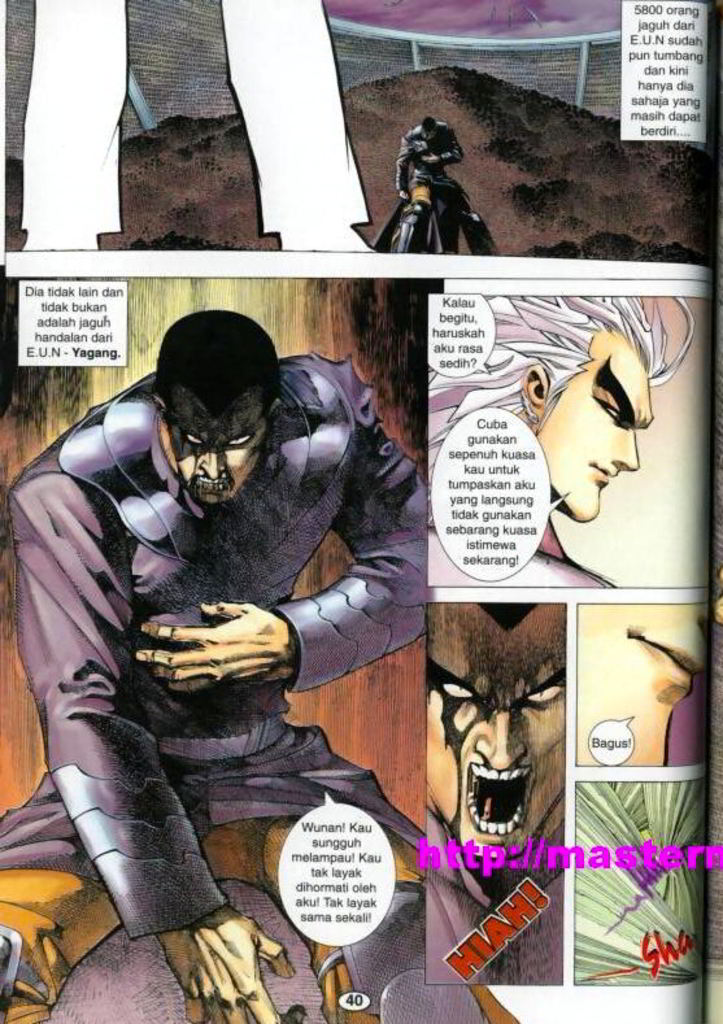 5800 orang
jaguh dari
E.U.N sudah
pun tumbang
dan kini
hanya dia
sahaja yang
masih dapat
berdiri....
Dia tidak lain dan
tidak bukan
adalah jaguh
handalan dari
E.U.N - Yagang.
Kalau
begitu,
haruskah
aku rasa
sedih?
Cuba
gunakan
sepenuh kuasa
kau untuk
tumpaskan aku
yang langsung
tidak gunakan
sebarang kuasa
istimewa
sekarang!
Wunan! Kau
sungguh
melampau! Kau
tak layak
dihormati oleh
aku! Tak layak
sama sekali!
HIAH!
Bagus!
http://mastern
Sha
40